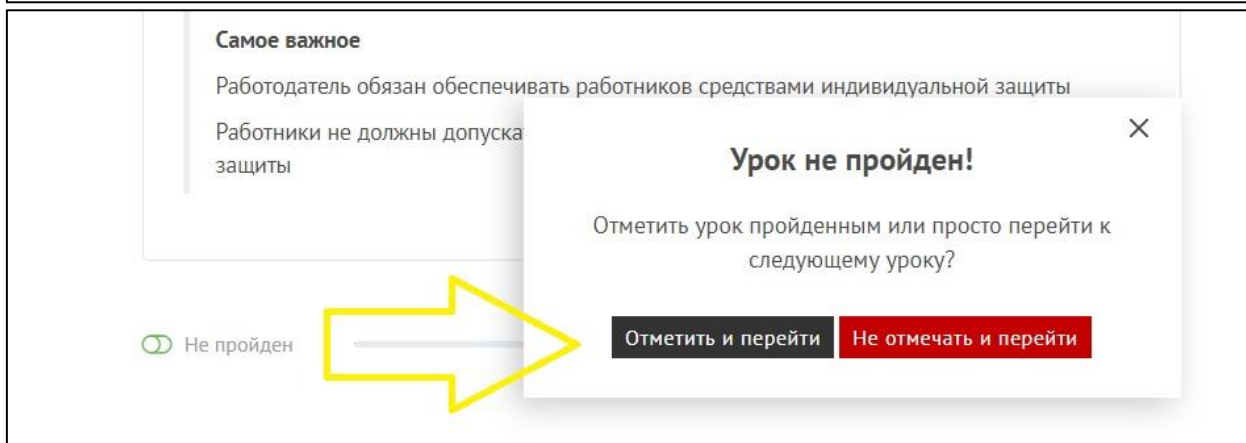 Самое важное
Работодатель обязан обеспечивать работников средствами индивидуальной защиты
Работники не должны допуска
защиты
Урок не пройден!
Отметить урок пройденным или просто перейти к
следующему уроку?
Не пройден
Отметить и перейти
Не отмечать и перейти